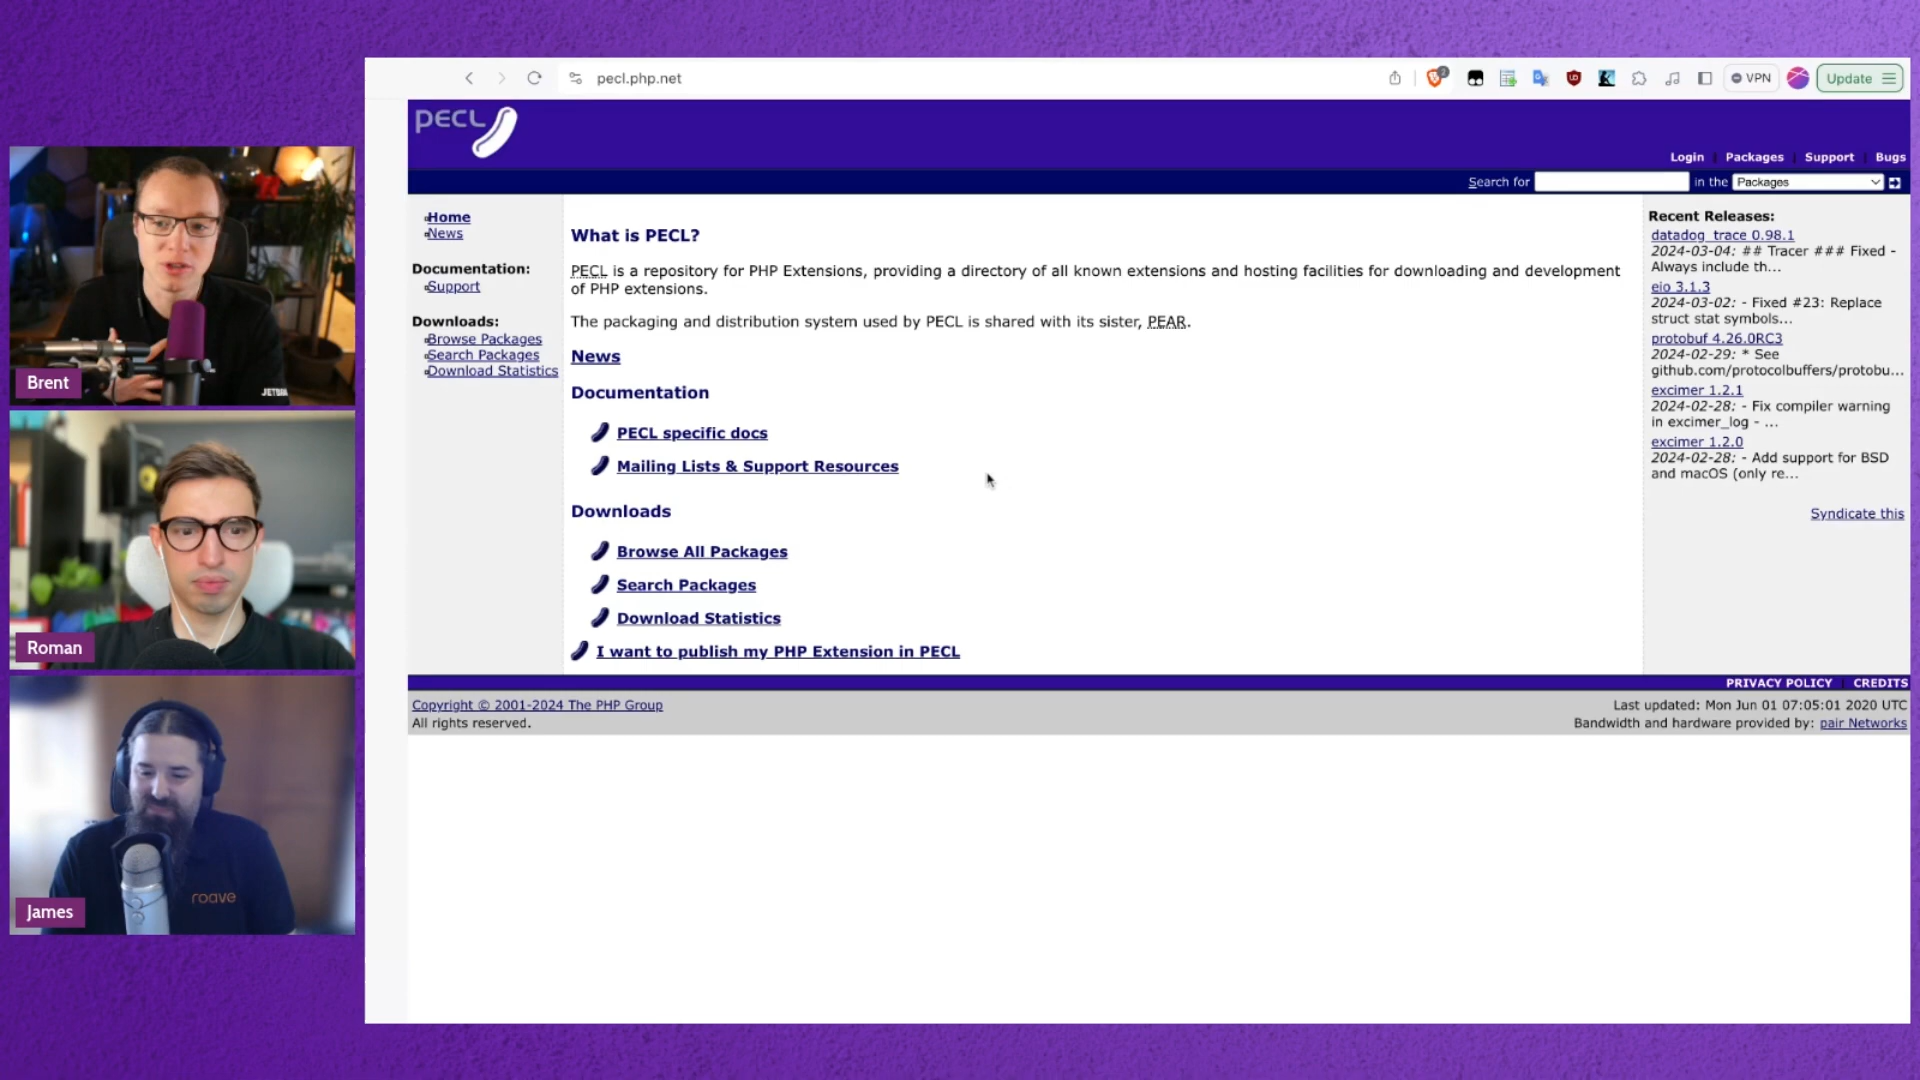 pecl.php.net
2
VPN
Update
PECL
Login
Packages
Support
Bugs
Search for
in the
Packages
Home
News
Documentation:
Support
Downloads:
Browse Packages
Search Packages
Download Statistics
What is PECL?
PECL is a repository for PHP Extensions, providing a directory of all known extensions and hosting facilities for downloading and development
of PHP extensions.
The packaging and distribution system used by PECL is shared with its sister, PEAR.
News
Documentation
PECL specific docs
Mailing Lists & Support Resources
Downloads
Browse All Packages
Search Packages
Download Statistics
I want to publish my PHP Extension in PECL
Recent Releases:
datadog_trace 0.98.1
2024-03-04: ## Tracer ### Fixed -
Always include th...
eio 3.1.3
2024-03-02: - Fixed #23: Replace
struct stat symbols...
protobuf 4.26.0RC3
2024-02-29: * See
github.com/protocolbuffers/protobu...
excimer 1.2.1
2024-02-28: - Fix compiler warning
in excimer_log - ...
excimer 1.2.0
2024-02-28: - Add support for BSD
and macOS (only re...
Syndicate this
PRIVACY POLICY
CREDITS
Copyright © 2001-2024 The PHP Group
All rights reserved.
Last updated: Mon Jun 01 07:05:01 2020 UTC
Bandwidth and hardware provided by: pair Networks
Brent
Roman
roave
James